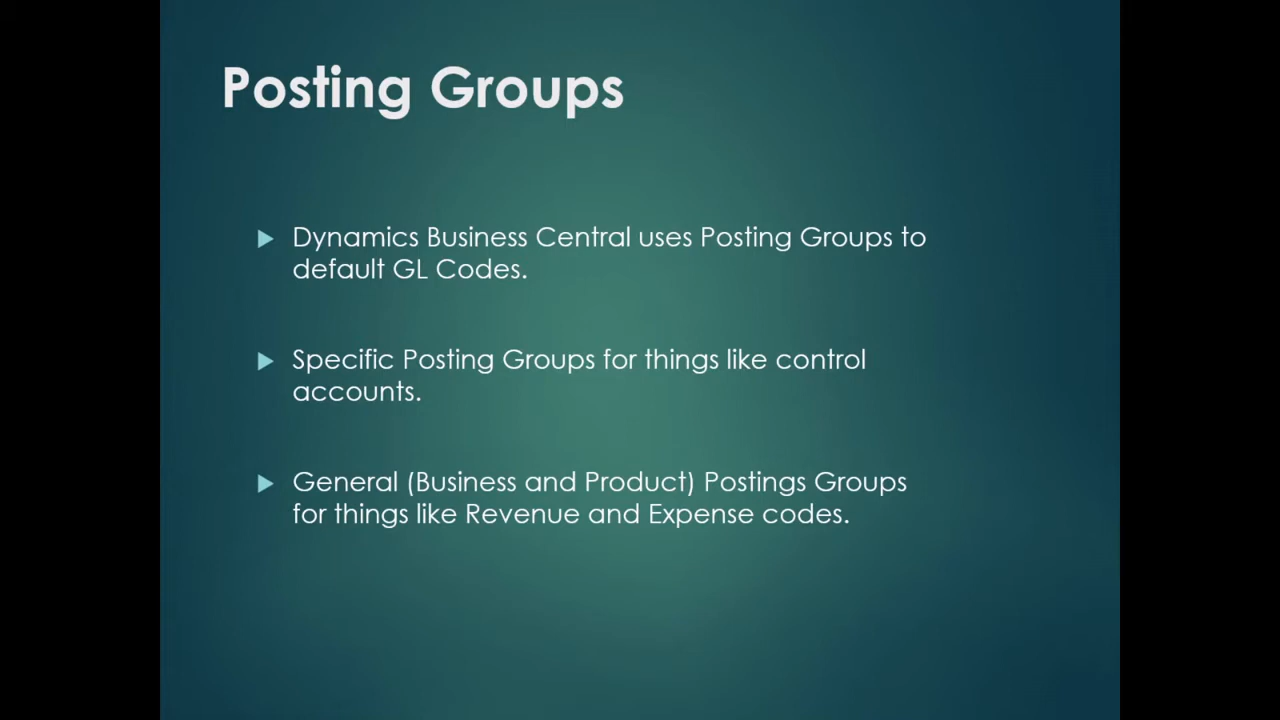 Posting Groups
Dynamics Business Central uses Posting Groups to
default GL Codes.
Specific Posting Groups for things like control
accounts.
General (Business and Product) Postings Groups
for things like Revenue and Expense codes.